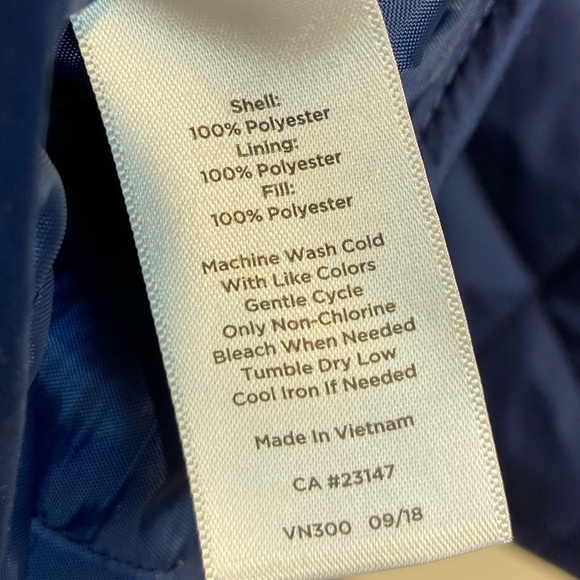 Shell:
100% Polyester
Lining:
100% Polyester
Fill:
100% Polyester
Machine Wash Cold
With Like Colors
Gentle Cycle
Only Non-Chlorine
Bleach When Needed
Tumble Dry Low
Cool Iron If Needed
Made In Vietnam
CA #23147
VN300 09/18